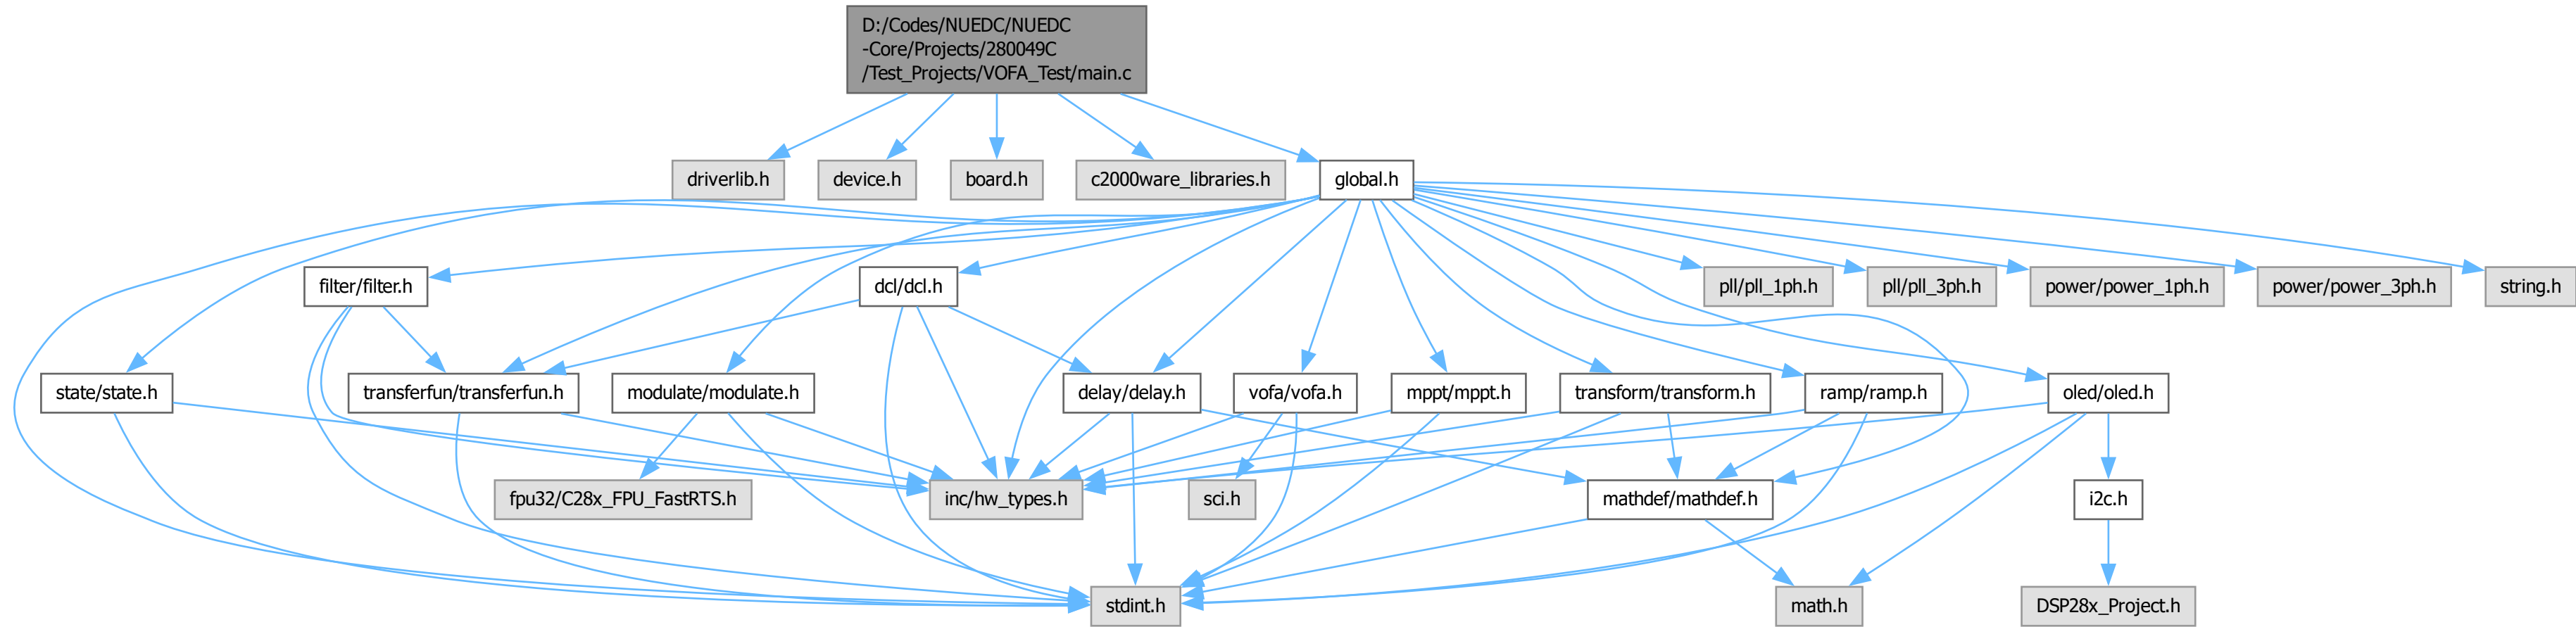 D:/Codes/NUEDC/NUEDC
-Core/Projects/280049C
/Test_Projects/VOFA_Test/main.c
driverlib.h
device.h
board.h
c2000ware_libraries.h
global.h
filter/filter.h
dcl/dcl.h
pll/pll_1ph.h
pll/pll_3ph.h
power/power_1ph.h
power/power_3ph.h
string.h
state/state.h
transferfun/transferfun.h
modulate/modulate.h
delay/delay.h
vofa/vofa.h
mppt/mppt.h
transform/transform.h
ramp/ramp.h
oled/oled.h
fpu32/C28x_FPU_FastRTS.h
inc/hw_types.h
sci.h
mathdef/mathdef.h
i2c.h
stdint.h
math.h
DSP28x_Project.h